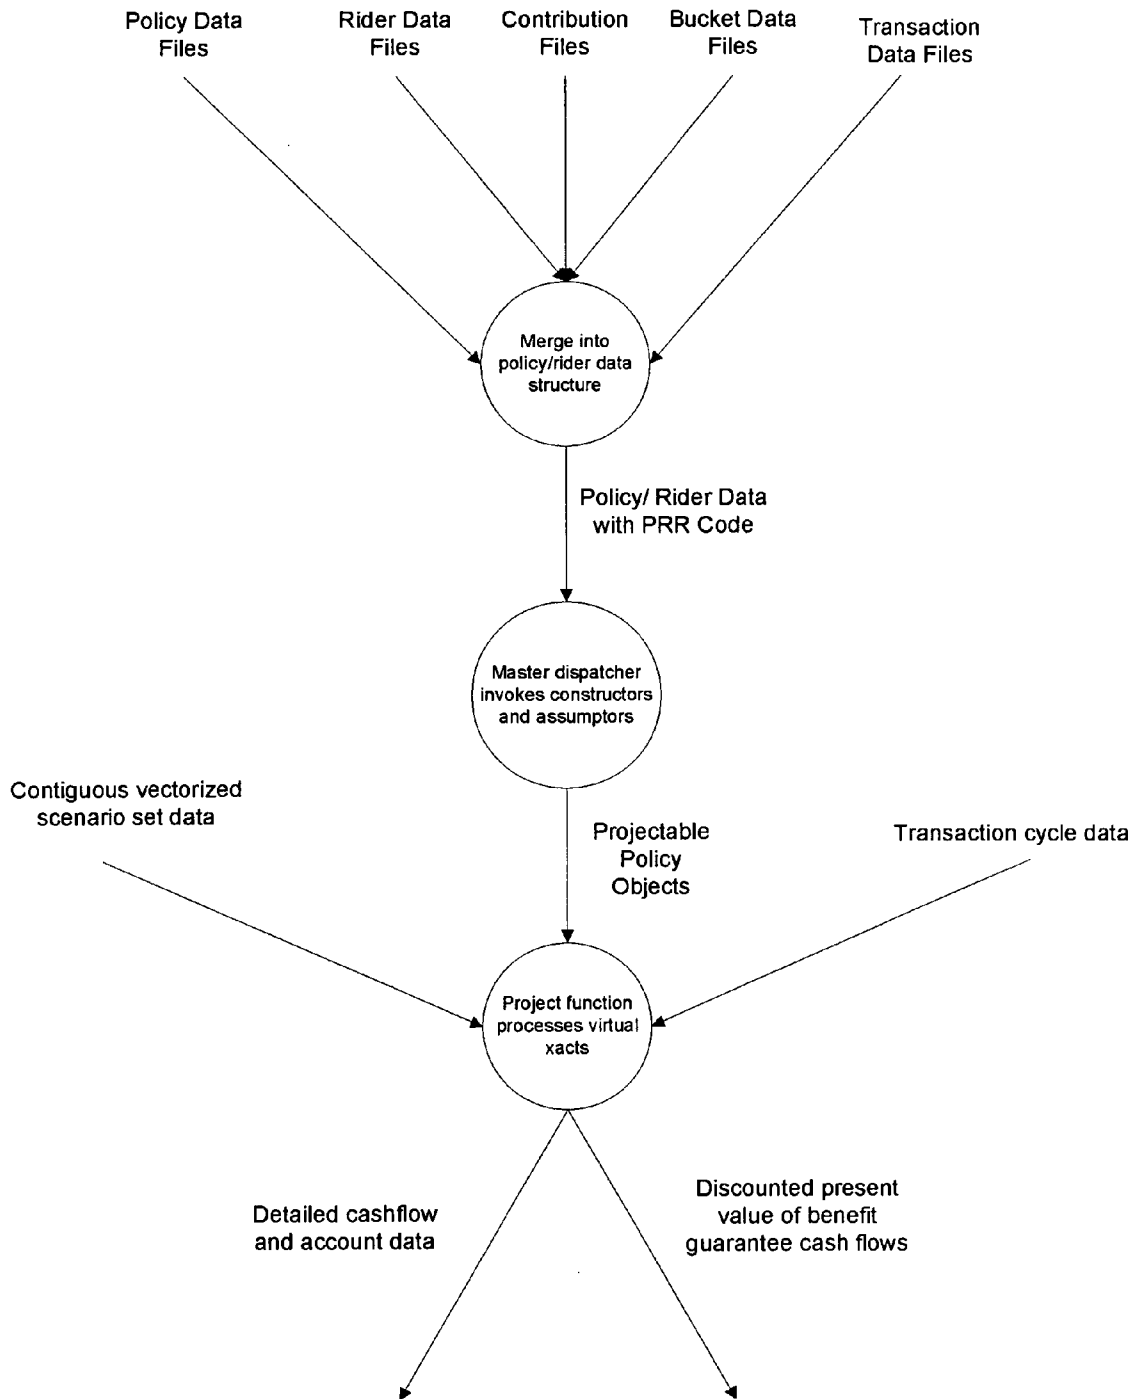 Policy Data
Files
Rider Data
Files
Contribution
Files
Bucket Data
Files
Transaction
Data Files
Merge into
policy/rider data
structure
Policy/ Rider Data
with PRR Code
Master dispatcher
invokes constructors
and assumptors
Contiguous vectorized
scenario set data
Projectable
Policy
Objects
Transaction cycle data
Project function
processes virtual
xacts
Detailed cashflow
and account data
Discounted present
value of benefit
guarantee cash flows